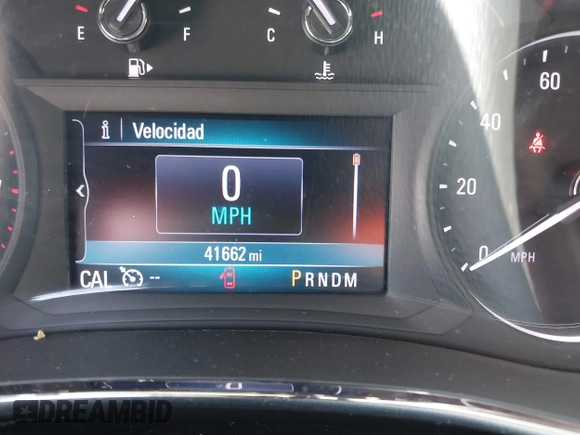 E F C H
60
40
20
0
MPH
i Velocidad
0
MPH
41662 mi
CAL -- PRNDM
DREAMBID